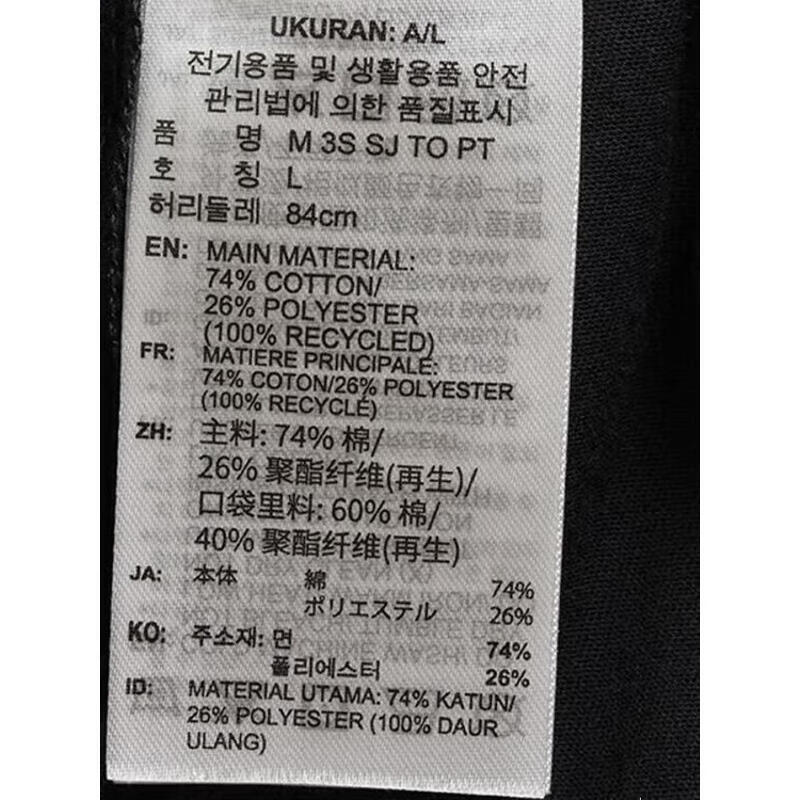 UKURAN: A/L
전기용품 및 생활용품 안전
관리법에 의한 품질표시
품 명 M 3S SJ TO PT
호 칭 L
허리둘레 84cm
EN: MAIN MATERIAL:
74% COTTON/
26% POLYESTER
(100% RECYCLED)
FR: MATIERE PRINCIPALE:
74% COTON/26% POLYESTER
(100% RECYCLÉ)
ZH: 主料: 74% 棉/
26% 聚酯纤维(再生)/
口袋里料: 60% 棉/
40% 聚酯纤维(再生)
JA: 本体 綿 74%
ポリエステル 26%
KO: 주소재: 면 74%
폴리에스터 26%
ID: MATERIAL UTAMA: 74% KATUN/
26% POLYESTER (100% DAUR
ULANG)